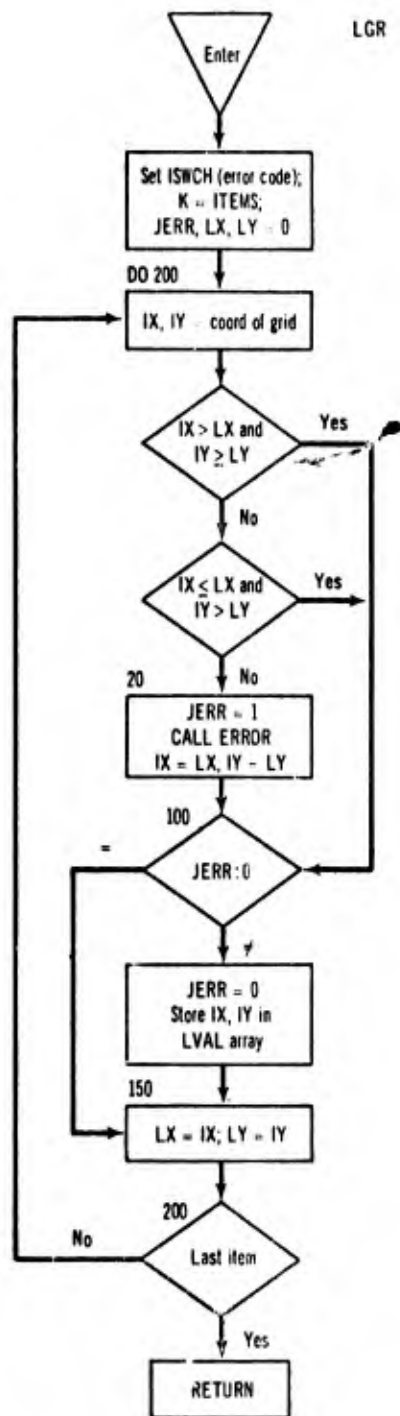 LGR
Enter
Set ISWCH (error code);
K = ITEMS;
JERR, LX, LY = 0
DO 200
IX, IY = coord of grid
IX > LX and
IY ≥ LY
Yes
No
IX ≤ LX and
IY > LY
Yes
No
20
JERR = 1
CALL ERROR
IX = LX, IY - LY
100
=
JERR : 0
≠
JERR = 0
Store IX, IY in
LVAL array
150
LX = IX; LY = IY
200
No
Last item
Yes
RETURN